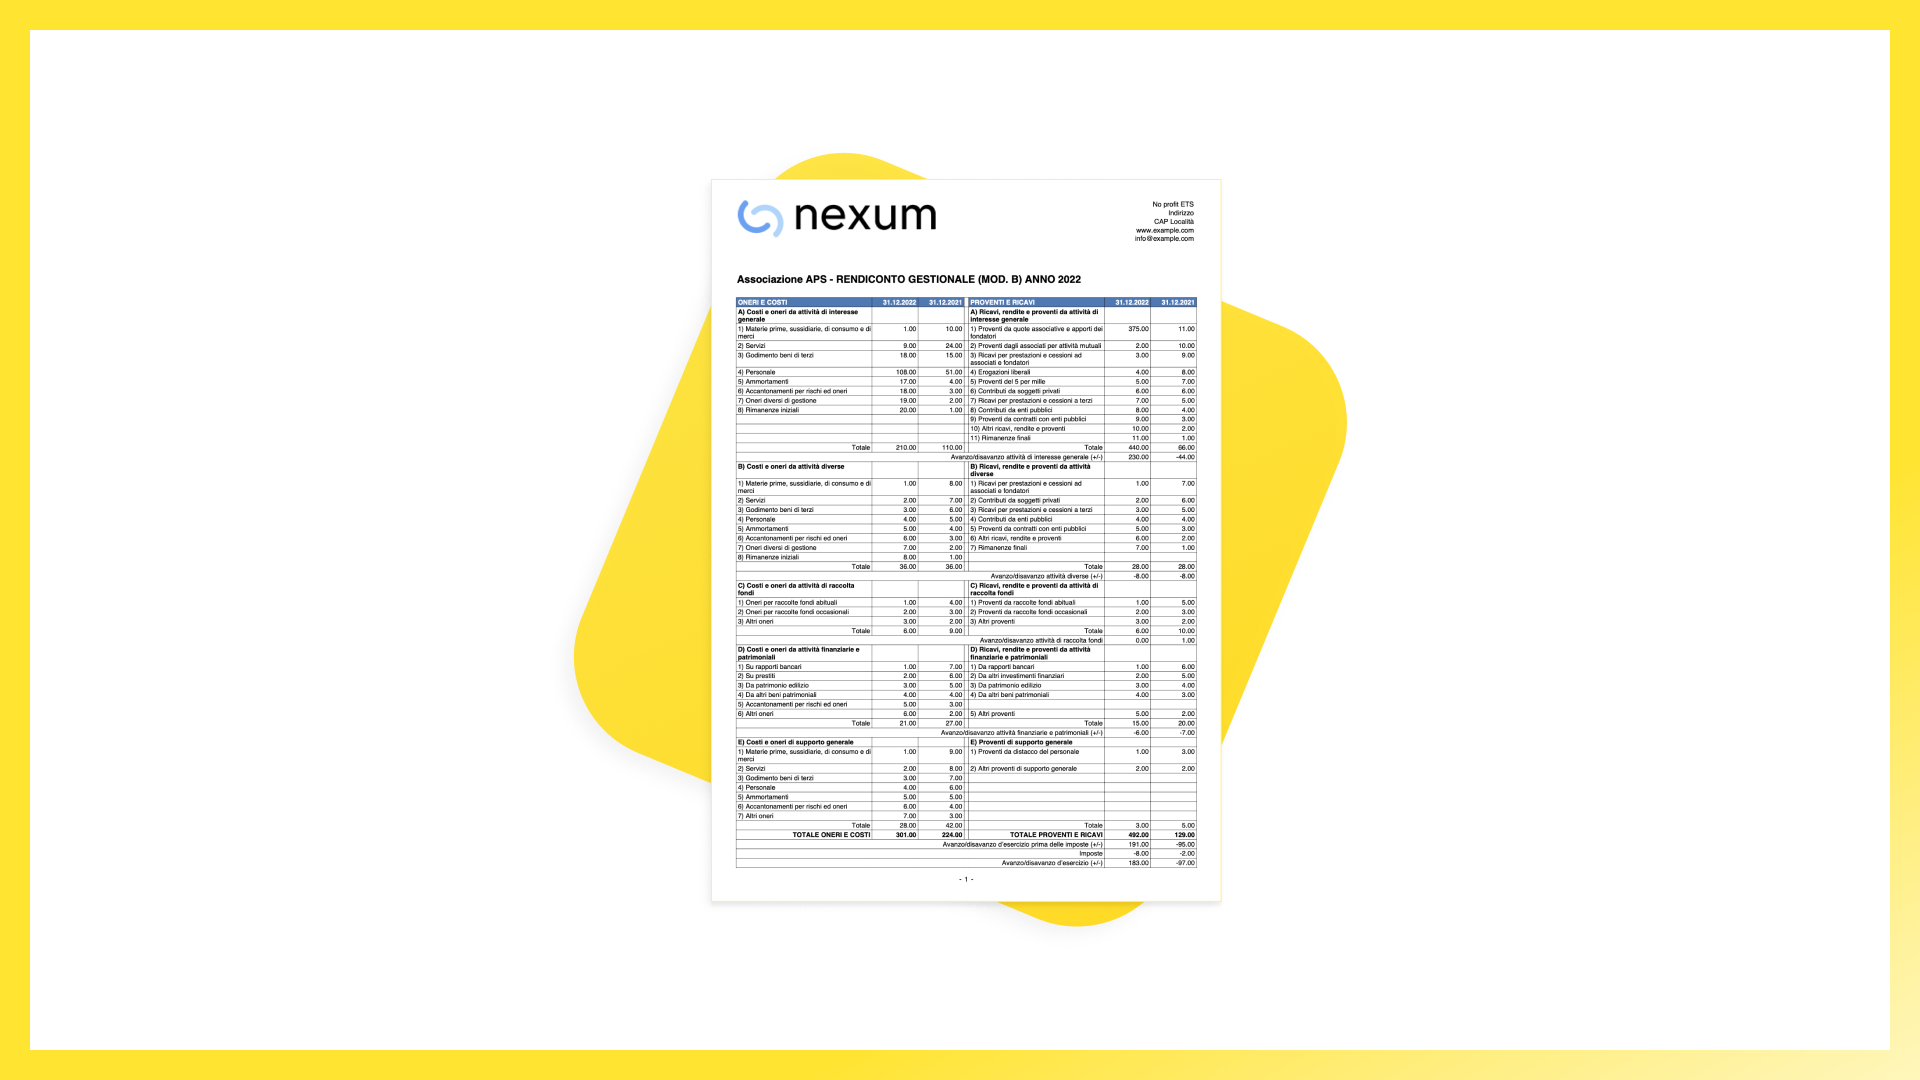 nexum
No profit ETS
Indirizzo
CAP Località
www.example.com
info@example.com
Associazione APS - RENDICONTO GESTIONALE (MOD. B) ANNO 2022
ONERI E COSTI 31.12.2022 31.12.2021 PROVENTI E RICAVI 31.12.2022 31.12.2021
A) Costi e oneri da attività di interesse generale A) Ricavi, rendite e proventi da attività di interesse generale
1) Materie prime, sussidiarie, di consumo e di merci 1.00 10.00 1) Proventi da quote associative e apporti dei fondatori 375.00 11.00
2) Servizi 9.00 24.00 2) Proventi dagli associati per attività mutuali 2.00 10.00
3) Godimento beni di terzi 18.00 15.00 3) Ricavi per prestazioni e cessioni ad associati e fondatori 3.00 9.00
4) Personale 108.00 51.00 4) Erogazioni liberali 4.00 8.00
5) Ammortamenti 17.00 4.00 5) Proventi del 5 per mille 5.00 7.00
6) Accantonamenti per rischi ed oneri 18.00 3.00 6) Contributi da soggetti privati 6.00 6.00
7) Oneri diversi di gestione 19.00 2.00 7) Ricavi per prestazioni e cessioni a terzi 7.00 5.00
8) Rimanenze iniziali 20.00 1.00 8) Contributi da enti pubblici 8.00 4.00
9) Proventi da contratti con enti pubblici 9.00 3.00
10) Altri ricavi, rendite e proventi 10.00 2.00
11) Rimanenze finali 11.00 1.00
Totale 210.00 110.00 Totale 440.00 66.00
Avanzo/disavanzo attività di interesse generale (+/-) 230.00 -44.00
B) Costi e oneri da attività diverse B) Ricavi, rendite e proventi da attività diverse
1) Materie prime, sussidiarie, di consumo e di merci 1.00 8.00 1) Ricavi per prestazioni e cessioni ad associati e fondatori 1.00 7.00
2) Servizi 2.00 7.00 2) Contributi da soggetti privati 2.00 6.00
3) Godimento beni di terzi 3.00 6.00 3) Ricavi per prestazioni e cessioni a terzi 3.00 5.00
4) Personale 4.00 5.00 4) Contributi da enti pubblici 4.00 4.00
5) Ammortamenti 5.00 4.00 5) Proventi da contratti con enti pubblici 5.00 3.00
6) Accantonamenti per rischi ed oneri 6.00 3.00 6) Altri ricavi, rendite e proventi 6.00 2.00
7) Oneri diversi di gestione 7.00 2.00 7) Rimanenze finali 7.00 1.00
8) Rimanenze iniziali 8.00 1.00
Totale 36.00 36.00 Totale 28.00 28.00
Avanzo/disavanzo attività diverse (+/-) -8.00 -8.00
C) Costi e oneri da attività di raccolta fondi C) Ricavi, rendite e proventi da attività di raccolta fondi
1) Oneri per raccolte fondi abituali 1.00 4.00 1) Proventi da raccolte fondi abituali 1.00 5.00
2) Oneri per raccolte fondi occasionali 2.00 3.00 2) Proventi da raccolte fondi occasionali 2.00 3.00
3) Altri oneri 3.00 2.00 3) Altri proventi 3.00 2.00
Totale 6.00 9.00 Totale 6.00 10.00
Avanzo/disavanzo attività di raccolta fondi 0.00 1.00
D) Costi e oneri da attività finanziarie e patrimoniali D) Ricavi, rendite e proventi da attività finanziarie e patrimoniali
1) Su rapporti bancari 1.00 7.00 1) Da rapporti bancari 1.00 6.00
2) Su prestiti 2.00 6.00 2) Da altri investimenti finanziari 2.00 5.00
3) Da patrimonio edilizio 3.00 5.00 3) Da patrimonio edilizio 3.00 4.00
4) Da altri beni patrimoniali 4.00 4.00 4) Da altri beni patrimoniali 4.00 3.00
5) Accantonamenti per rischi ed oneri 5.00 3.00
6) Altri oneri 6.00 2.00 5) Altri proventi 5.00 2.00
Totale 21.00 27.00 Totale 15.00 20.00
Avanzo/disavanzo attività finanziarie e patrimoniali (+/-) -6.00 -7.00
E) Costi e oneri di supporto generale E) Proventi di supporto generale
1) Materie prime, sussidiarie, di consumo e di merci 1.00 9.00 1) Proventi da distacco del personale 1.00 3.00
2) Servizi 2.00 8.00 2) Altri proventi di supporto generale 2.00 2.00
3) Godimento beni di terzi 3.00 7.00
4) Personale 4.00 6.00
5) Ammortamenti 5.00 5.00
6) Accantonamenti per rischi ed oneri 6.00 4.00
7) Altri oneri 7.00 3.00
Totale 28.00 42.00 Totale 3.00 5.00
TOTALE ONERI E COSTI 301.00 224.00 TOTALE PROVENTI E RICAVI 492.00 129.00
Avanzo/disavanzo d'esercizio prima delle imposte (+/-) 191.00 -95.00
Imposte -8.00 -2.00
Avanzo/disavanzo d'esercizio (+/-) 183.00 -97.00
- 1 -